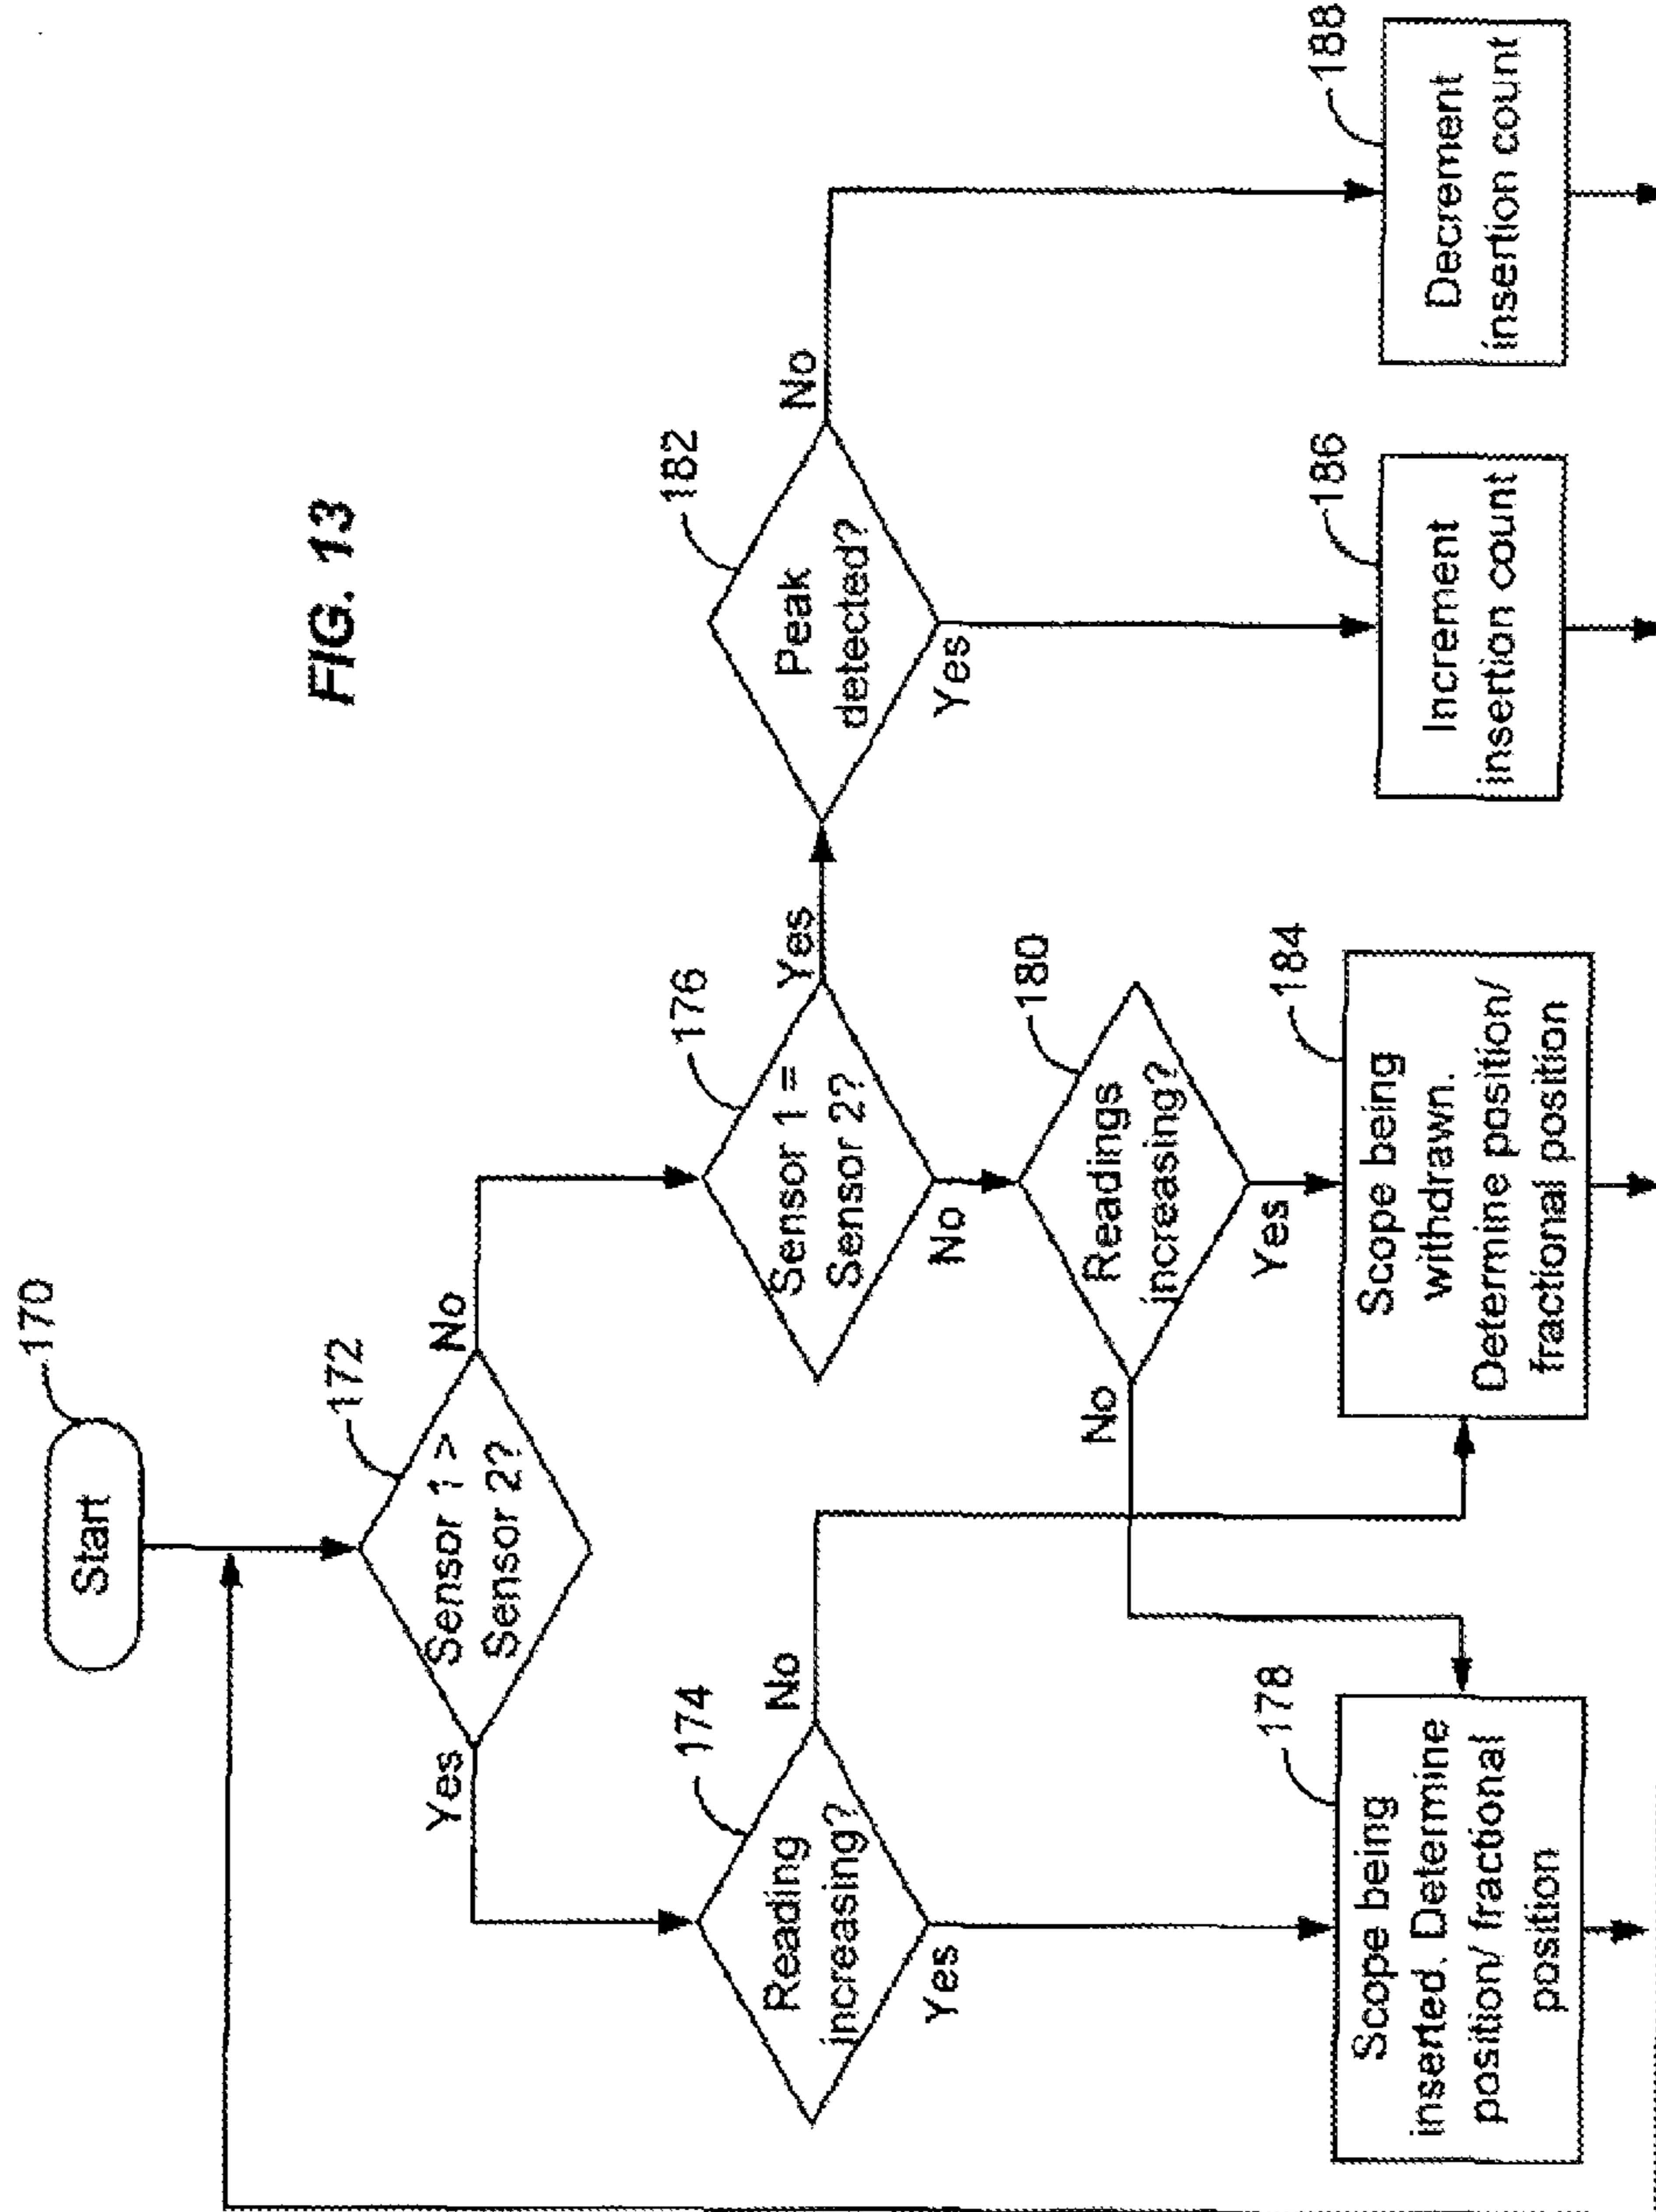 FIG. 13
Start
170
Sensor 1 >
Sensor 2?
172
Yes
No
Reading
increasing?
174
Yes
No
Sensor 1 =
Sensor 2?
176
Yes
No
Readings
increasing?
180
No
Yes
Peak
detected?
182
Yes
No
Scope being
inserted. Determine
position/ fractional
position
178
Scope being
withdrawn.
Determine position/
fractional position
184
Increment
insertion count
186
Decrement
insertion count
188